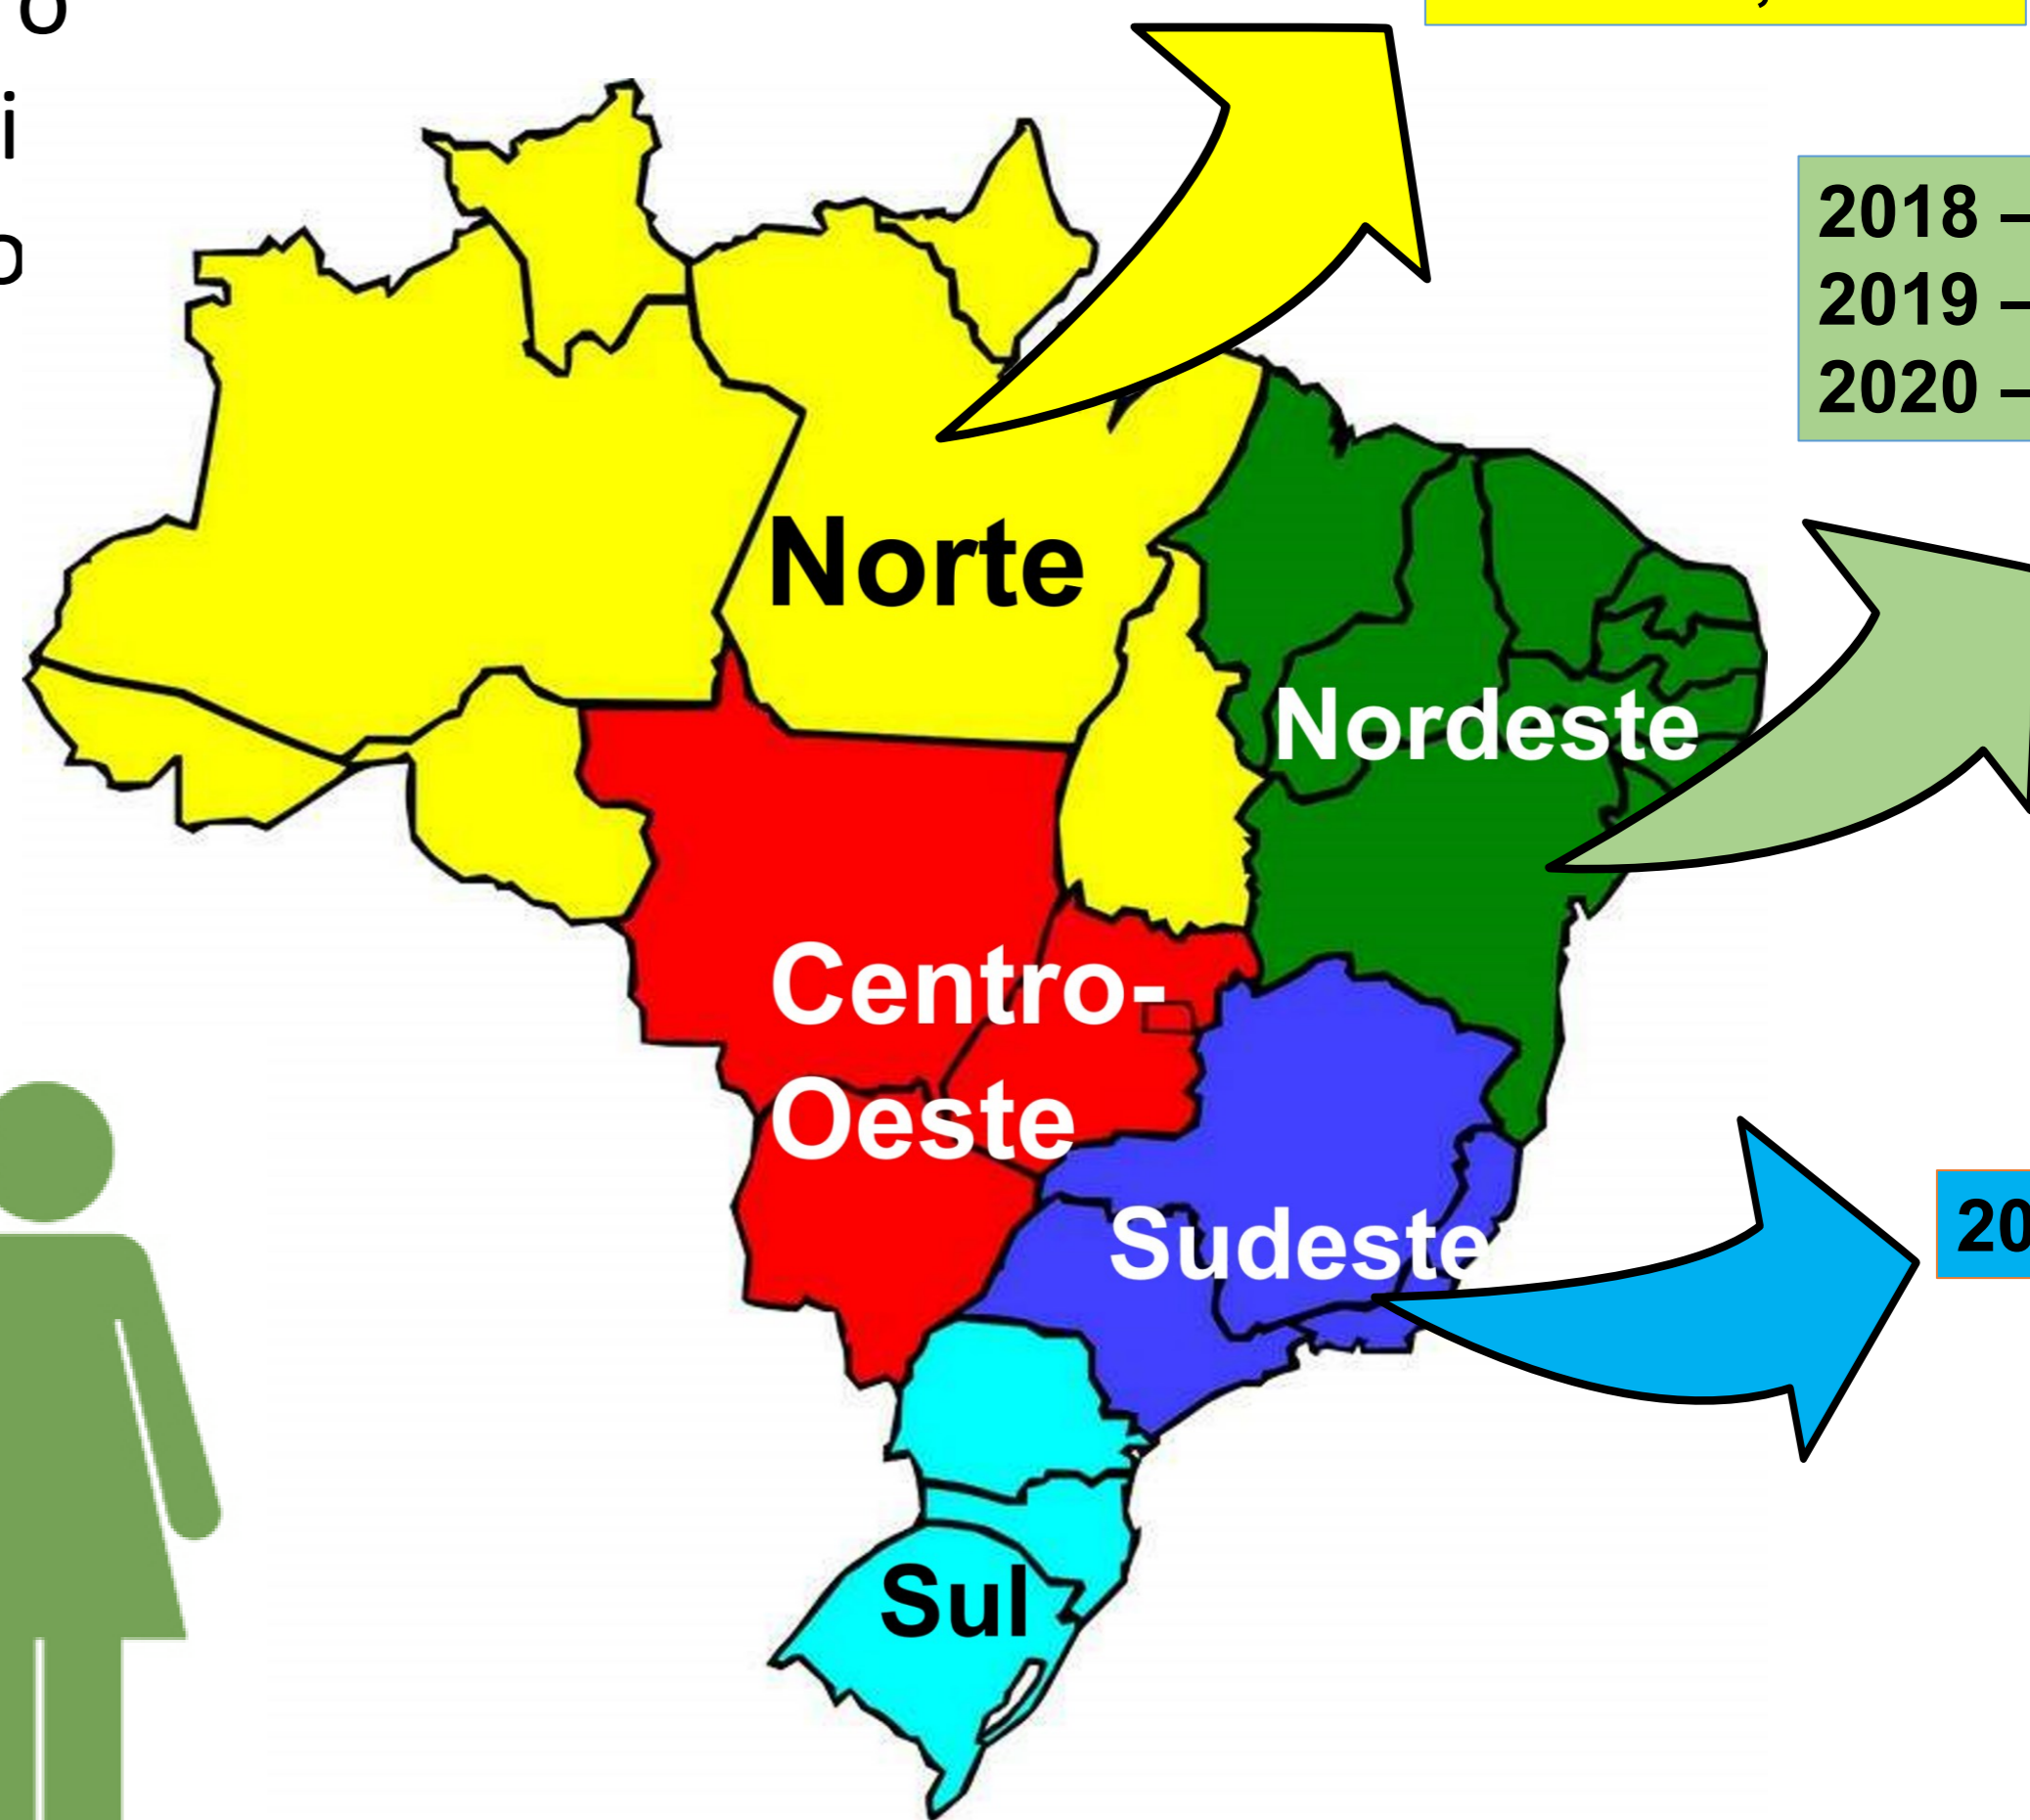 o
i
2018 –
2019 –
2020 –
Norte
Nordeste
Centro-
Oeste
20
Sudeste
Sul